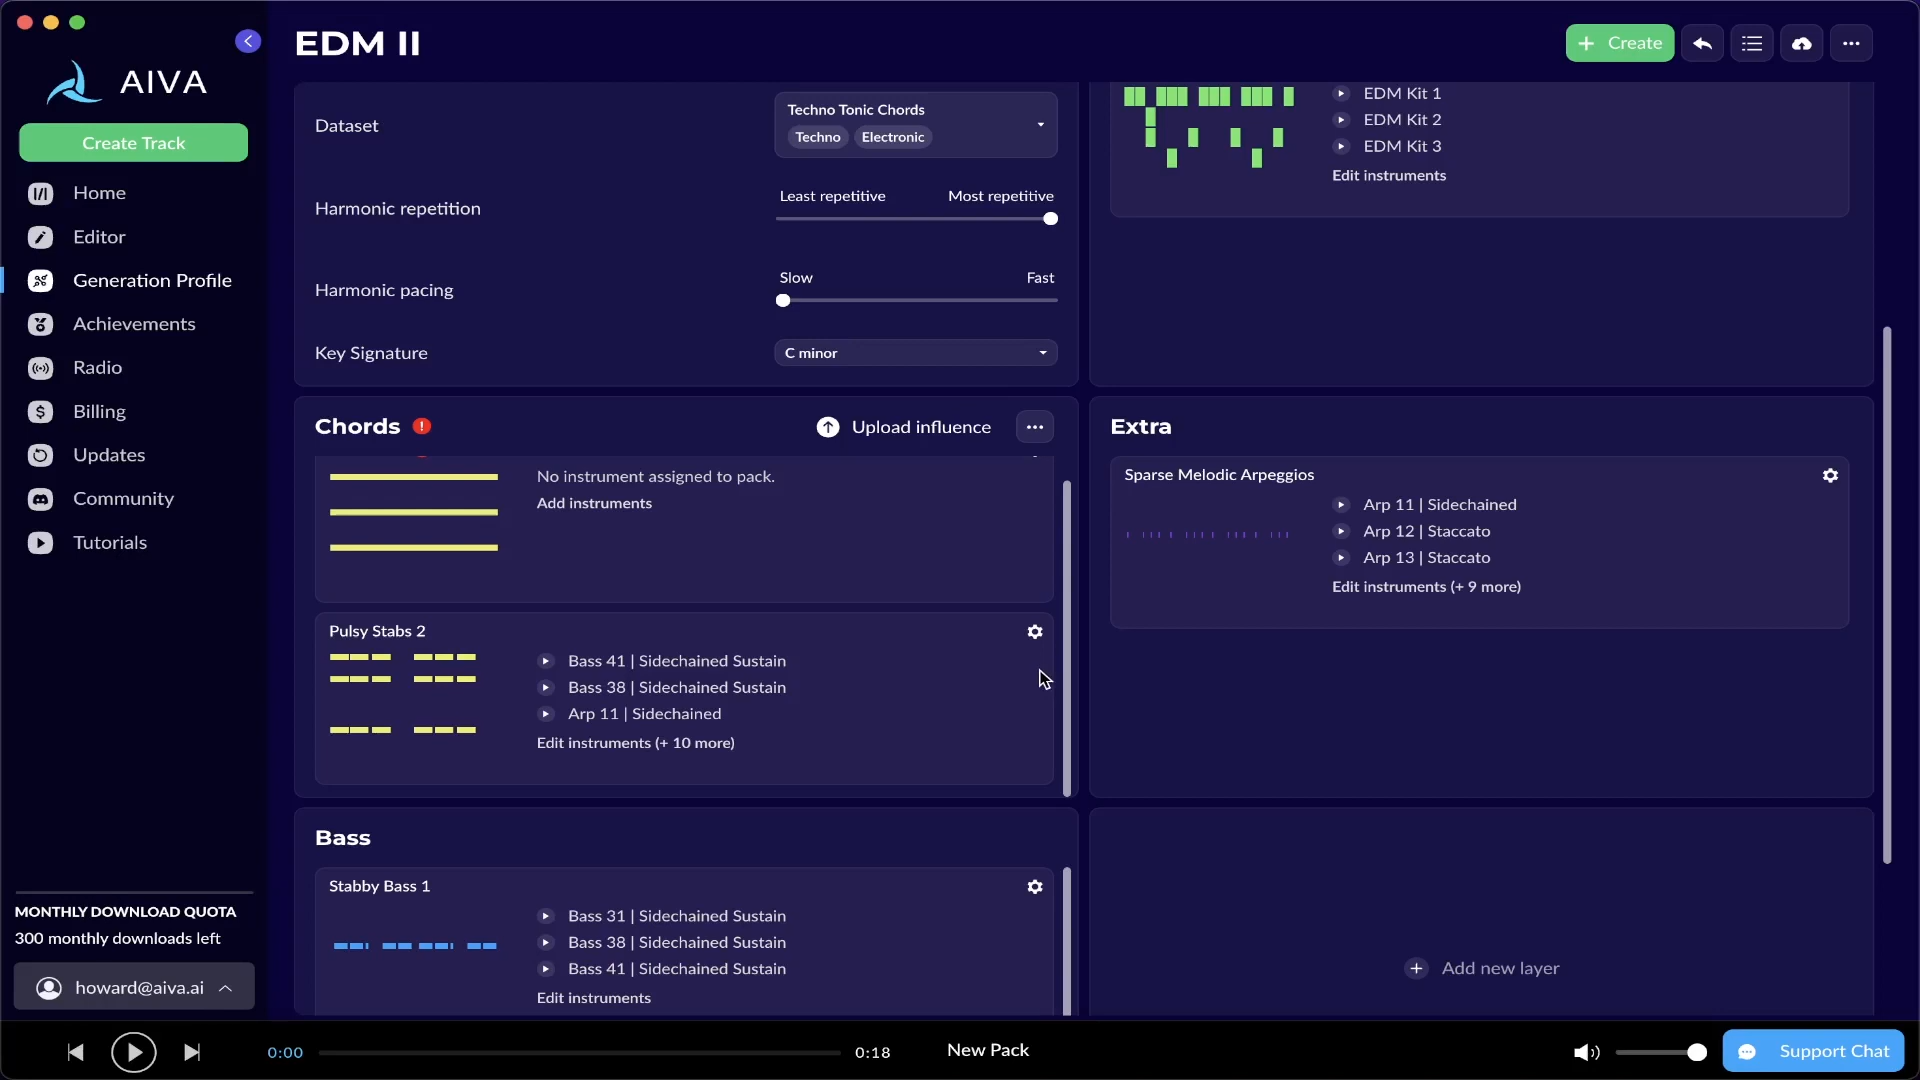 EDM II
Create
AIVA
Create Track
Home
Editor
Generation Profile
Achievements
Radio
Billing
Updates
Community
Tutorials
MONTHLY DOWNLOAD QUOTA
300 monthly downloads left
howard@aiva.ai
Dataset
Techno Tonic Chords
Techno Electronic
Harmonic repetition
Least repetitive Most repetitive
Harmonic pacing
Slow Fast
Key Signature
C minor
EDM Kit 1
EDM Kit 2
EDM Kit 3
Edit instruments
Chords
Upload influence
No instrument assigned to pack.
Add instruments
Pulsy Stabs 2
Bass 41 | Sidechained Sustain
Bass 38 | Sidechained Sustain
Arp 11 | Sidechained
Edit instruments (+ 10 more)
Extra
Sparse Melodic Arpeggios
Arp 11 | Sidechained
Arp 12 | Staccato
Arp 13 | Staccato
Edit instruments (+ 9 more)
Bass
Stabby Bass 1
Bass 31 | Sidechained Sustain
Bass 38 | Sidechained Sustain
Bass 41 | Sidechained Sustain
Edit instruments
Add new layer
0:00
0:18
New Pack
Support Chat